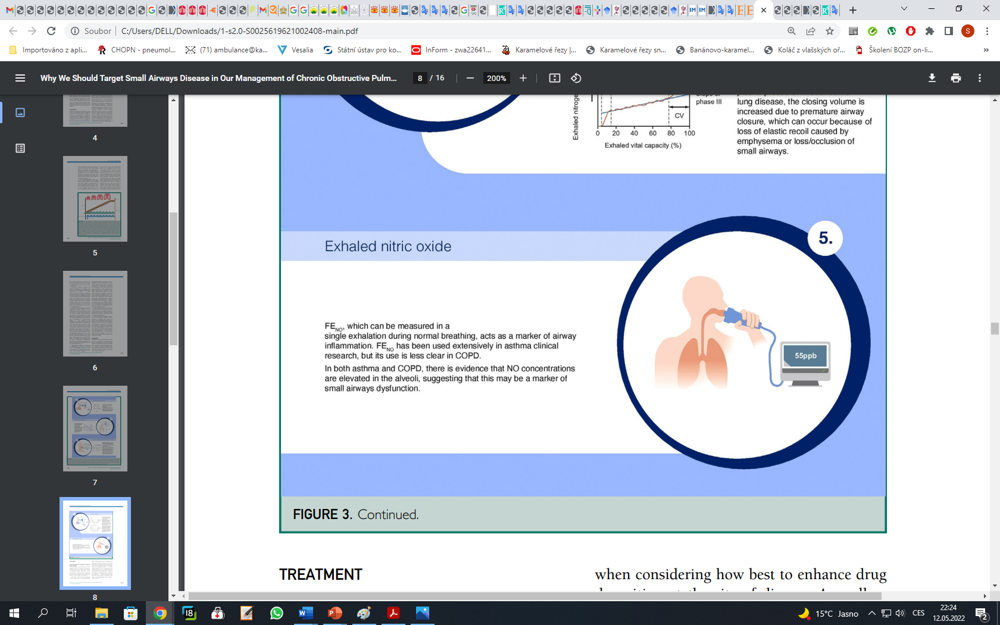 Soubor
C:/Users/DELL/Downloads/1-s2.0-S0025619621002408-main.pdf
S
Importováno z apli...
CHOPN - pneumol...
(71) ambulance@ka...
Vesalia
Státní ústav pro ko...
InForm - zwa22641...
Karamelové řezy |...
Karamelové řezy sn...
Banánovo-karamel...
Koláč z vlašských oř...
Školení BOZP on-li...
»
Why We Should Target Small Airways Disease in Our Management of Chronic Obstructive Pulm...
8 / 16
200%
4
5
6
7
8
Exhaled nitroge
phase III
CV
0 20 40 60 80 100
Exhaled vital capacity (%)
lung disease, the closing volume is
increased due to premature airway
closure, which can occur because of
loss of elastic recoil caused by
emphysema or loss/occlusion of
small airways.
Exhaled nitric oxide
5.
FENO, which can be measured in a
single exhalation during normal breathing, acts as a marker of airway
inflammation. FENO has been used extensively in asthma clinical
research, but its use is less clear in COPD.
In both asthma and COPD, there is evidence that NO concentrations
are elevated in the alveoli, suggesting that this may be a marker of
small airways dysfunction.
55ppb
FIGURE 3. Continued.
TREATMENT
when considering how best to enhance drug
15°C Jasno
CES
22:24
12.05.2022
2